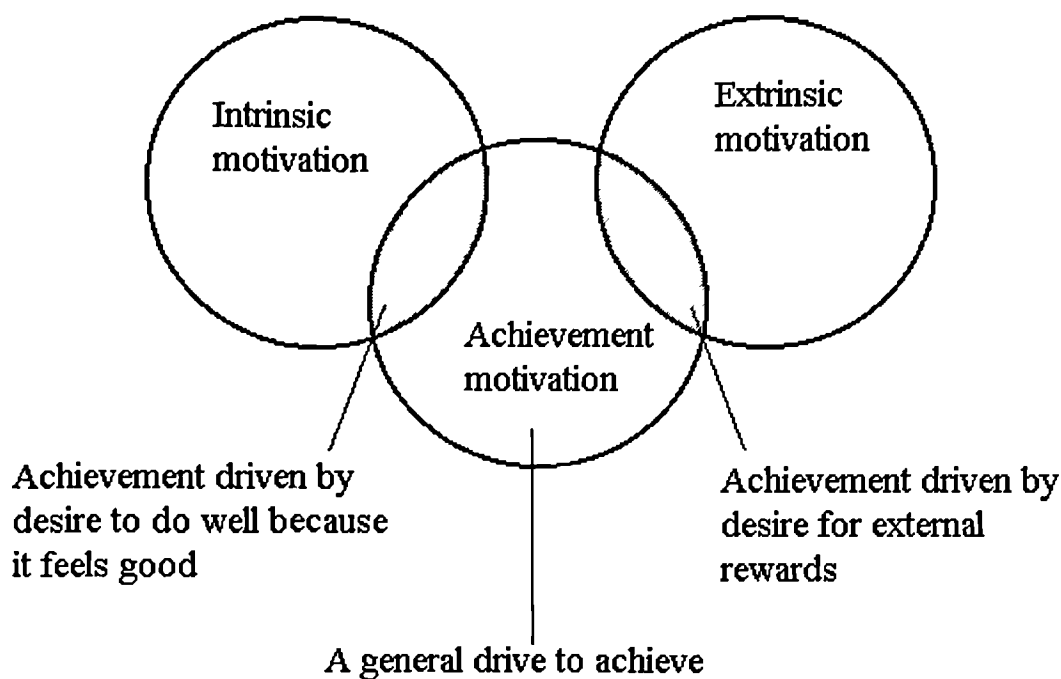 Intrinsic
motivation
Extrinsic
motivation
Achievement
motivation
Achievement driven by
desire to do well because
it feels good
Achievement driven by
desire for external
rewards
A general drive to achieve